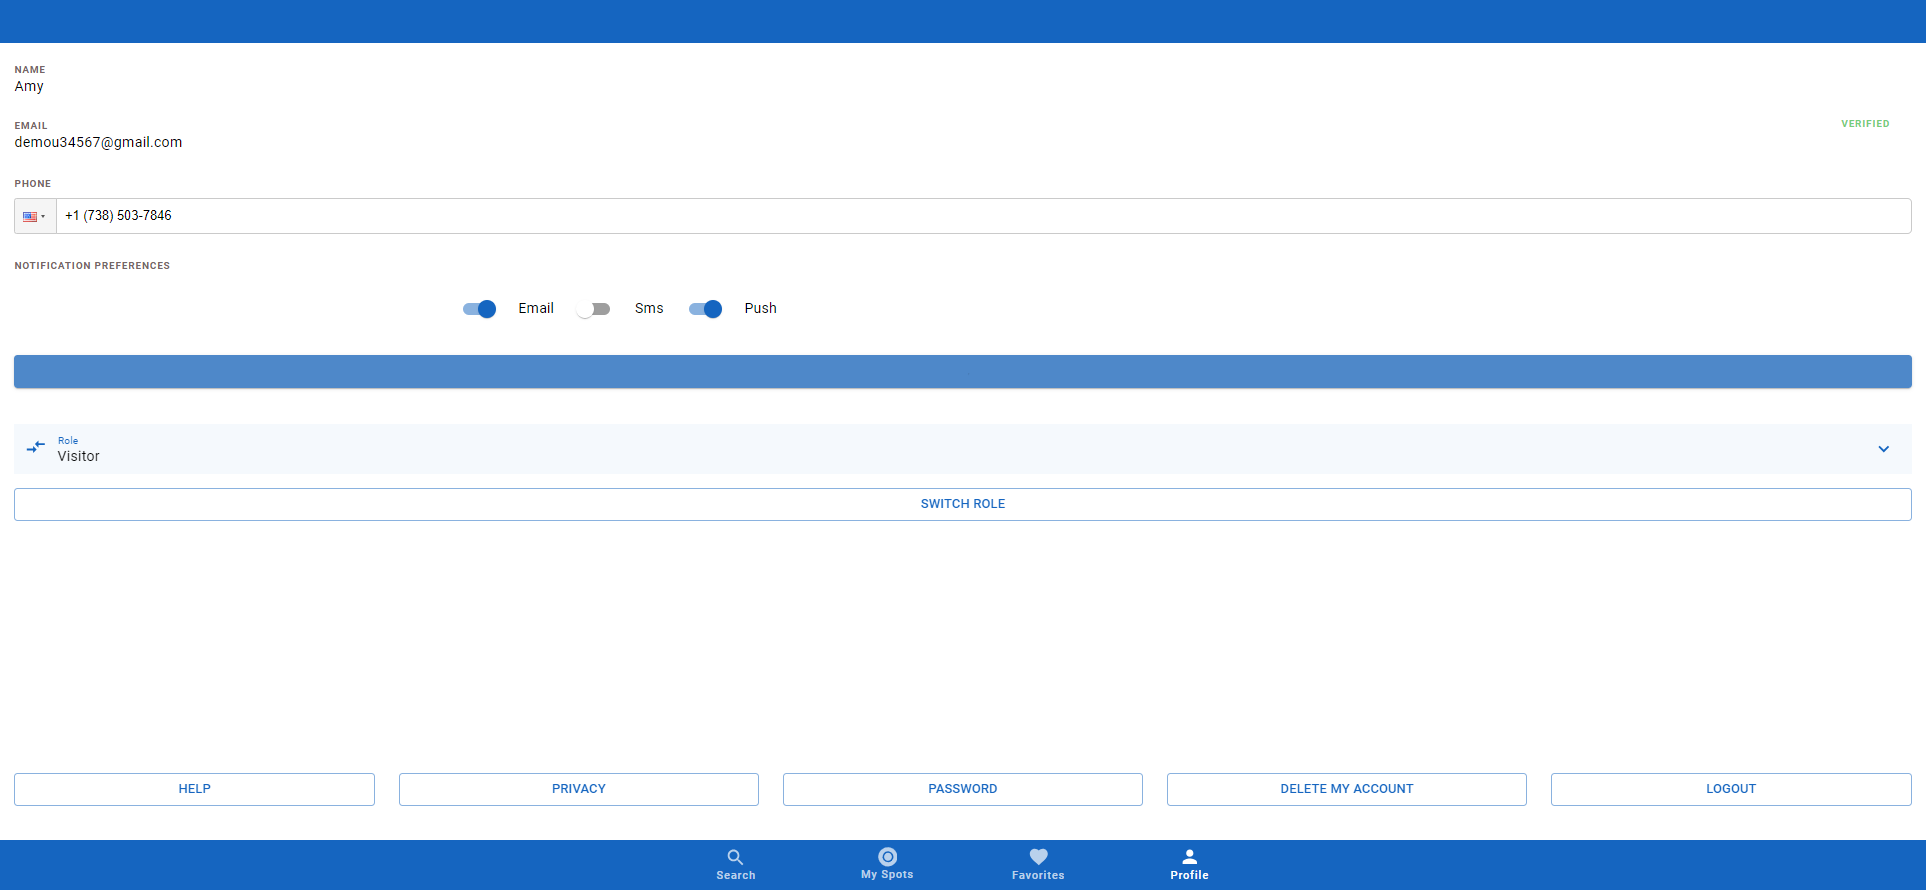 NAME
Amy
EMAIL
VERIFIED
demou34567@gmail.com
PHONE
+1 (738) 503-7846
NOTIFICATION PREFERENCES
Email Sms Push
Role
Visitor
SWITCH ROLE
HELP PRIVACY PASSWORD DELETE MY ACCOUNT LOGOUT
Search My Spots Favorites Profile